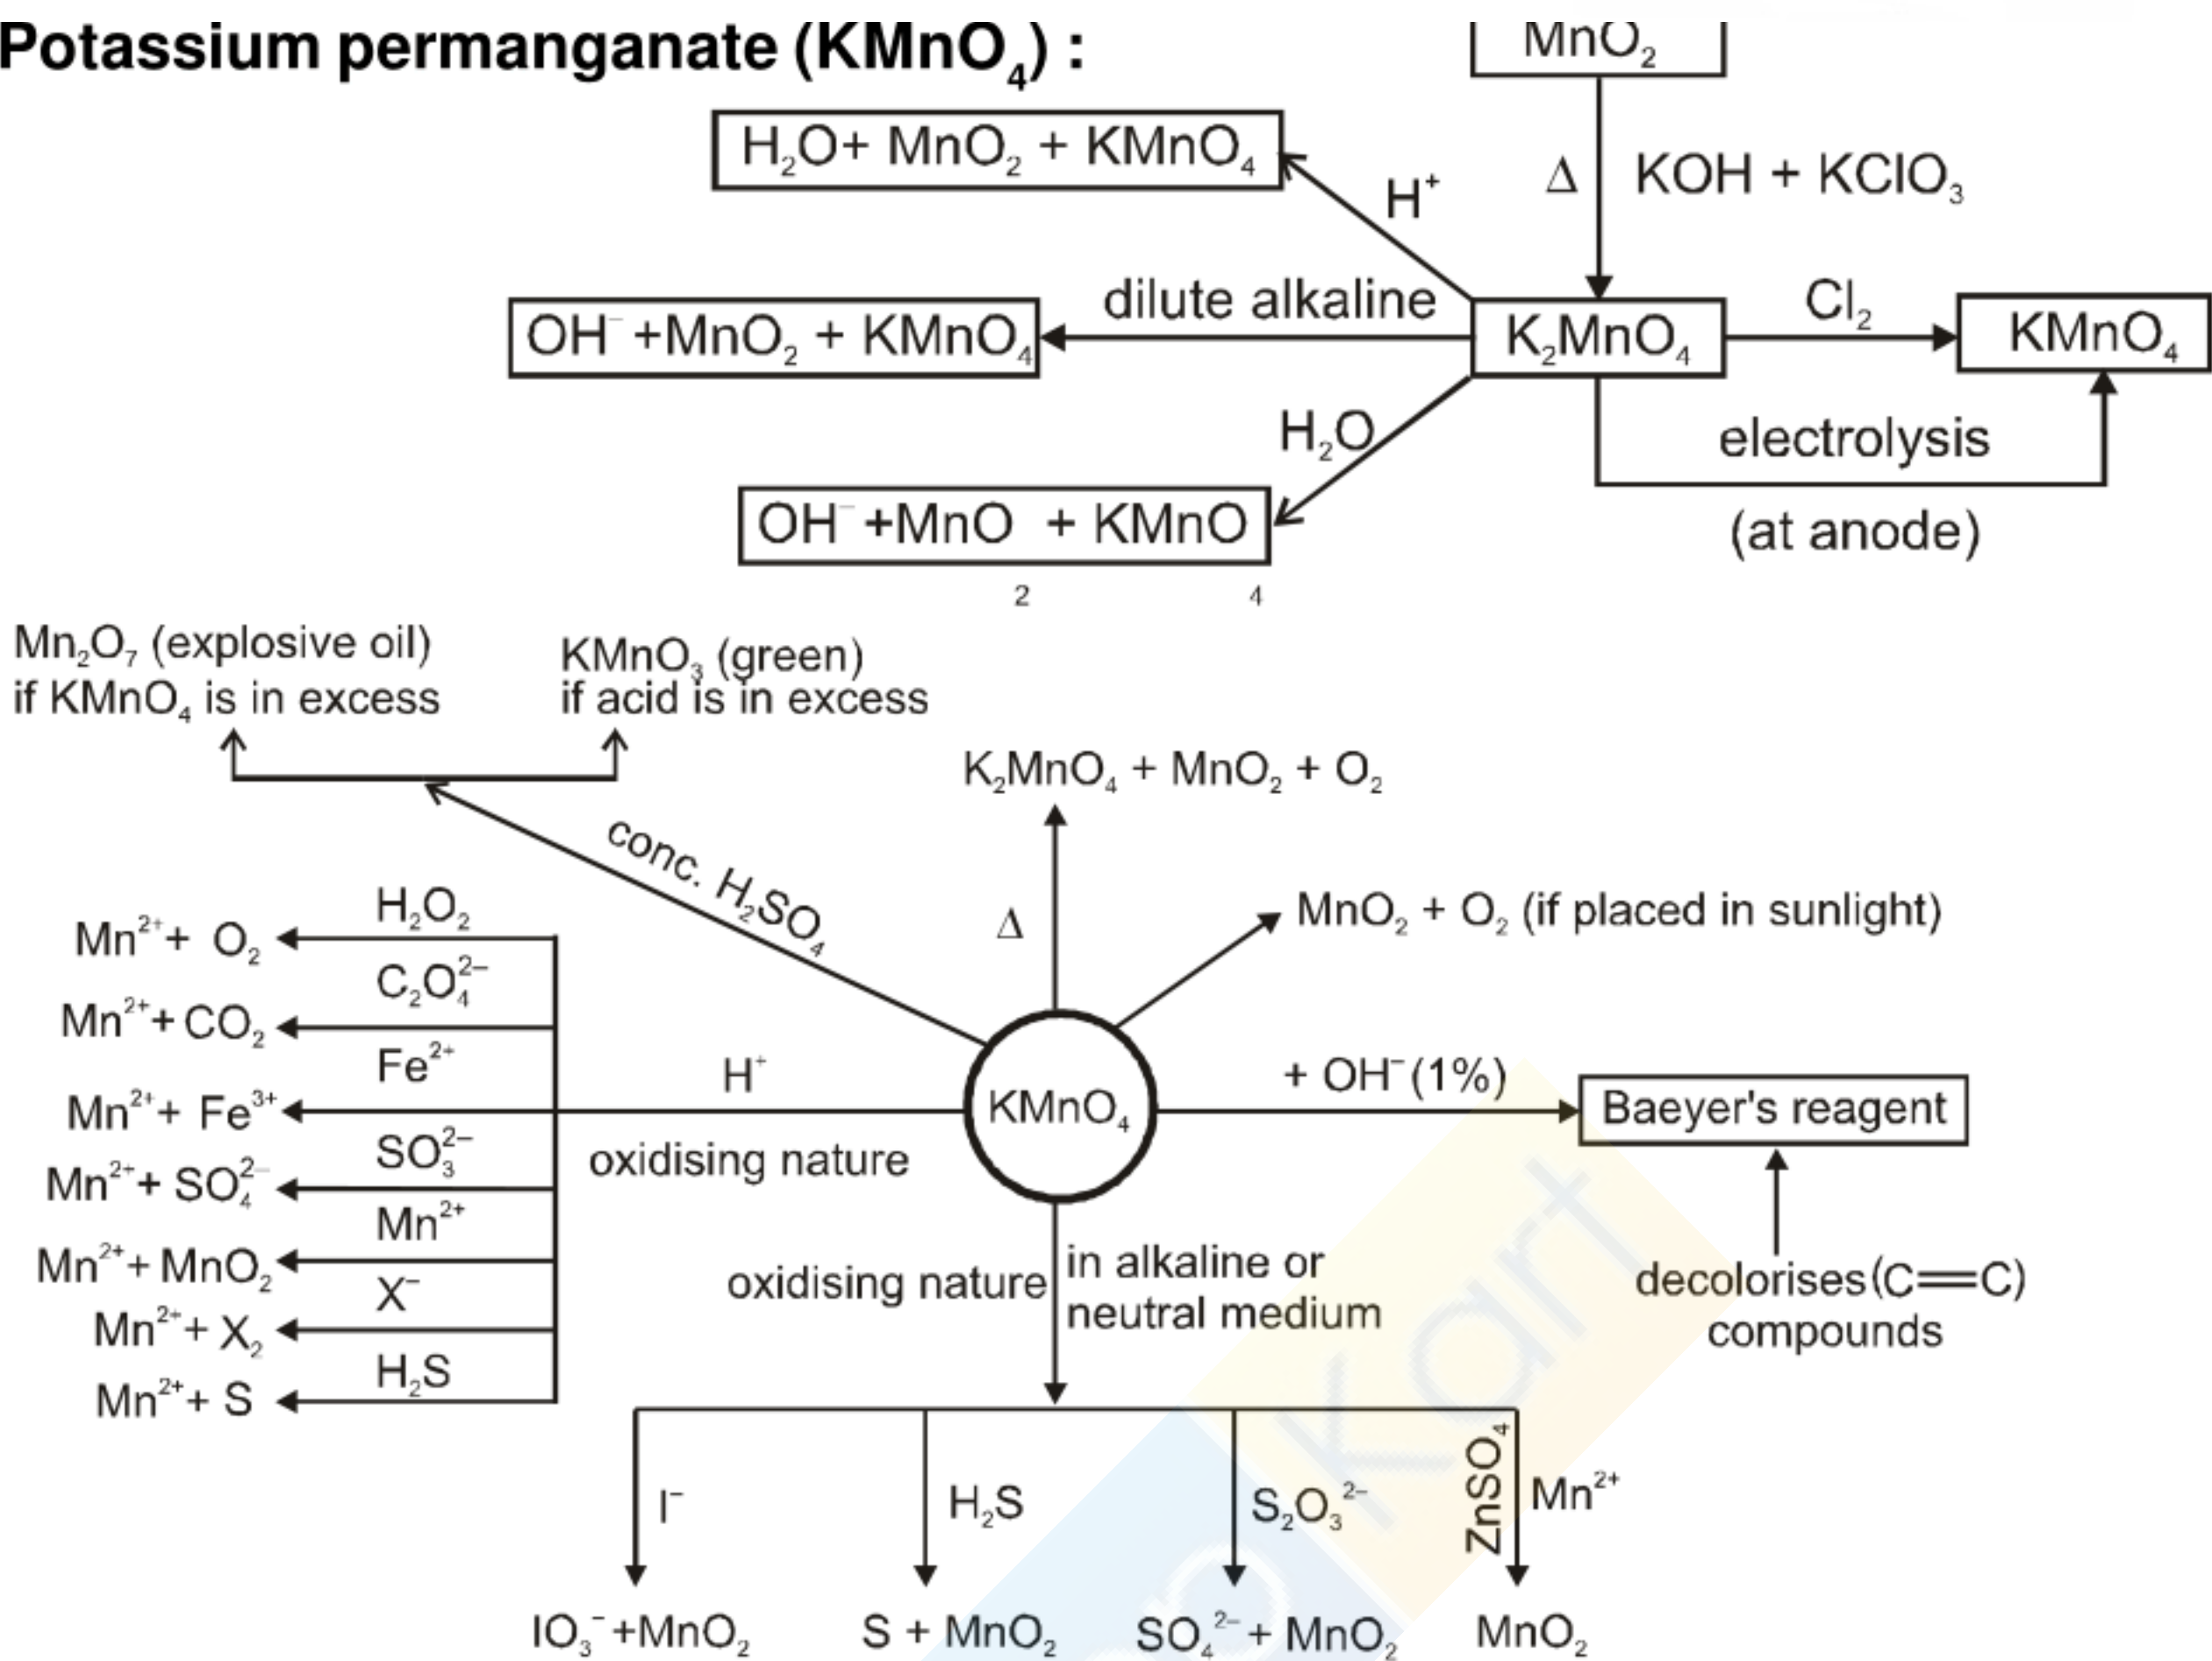 Potassium permanganate (KMnO₄) :
MnO₂
H₂O+ MnO₂ + KMnO₄
H⁺
Δ KOH + KClO₃
dilute alkaline
Cl₂
OH⁻ +MnO₂ + KMnO₄
K₂MnO₄
KMnO₄
H₂O
electrolysis
(at anode)
OH⁻ +MnO + KMnO
2 4
Mn₂O₇ (explosive oil)
if KMnO₄ is in excess
KMnO₃ (green)
if acid is in excess
K₂MnO₄ + MnO₂ + O₂
conc. H₂SO₄
Δ
MnO₂ + O₂ (if placed in sunlight)
H₂O₂
Mn²⁺+ O₂
C₂O₄²⁻
Mn²⁺+ CO₂
Fe²⁺
Mn²⁺+ Fe³⁺
SO₃²⁻
Mn²⁺+ SO₄²⁻
Mn²⁺
Mn²⁺+ MnO₂
X⁻
Mn²⁺+ X₂
H₂S
Mn²⁺+ S
H⁺
oxidising nature
KMnO₄
+ OH⁻(1%)
Baeyer's reagent
decolorises(C=C)
compounds
oxidising nature
in alkaline or
neutral medium
I⁻
H₂S
S₂O₃²⁻
ZnSO₄
Mn²⁺
IO₃⁻+MnO₂
S + MnO₂
SO₄²⁻+ MnO₂
MnO₂
Kart